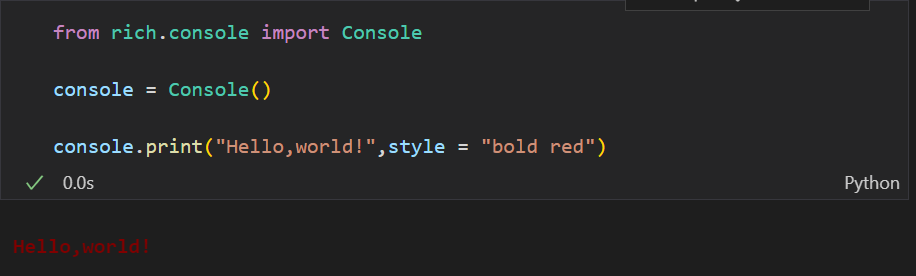 from rich.console import Console
console = Console()
console.print("Hello,world!",style = "bold red")
0.0s
Python
Hello,world!